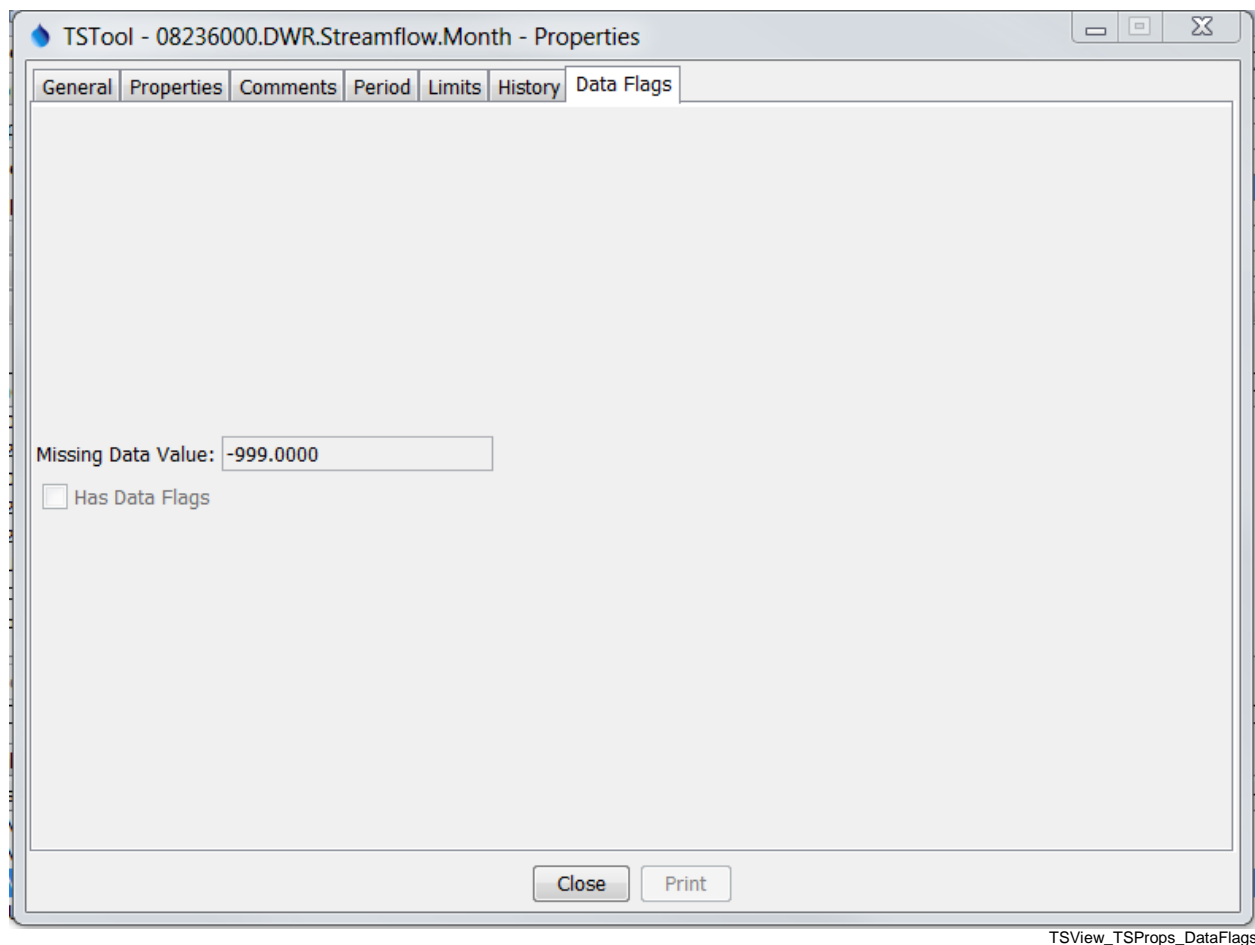 TSTool - 08236000.DWR.Streamflow.Month - Properties
General Properties Comments Period Limits History Data Flags
Missing Data Value: -999.0000
Has Data Flags
Close Print
TSView_TSProps_DataFlags